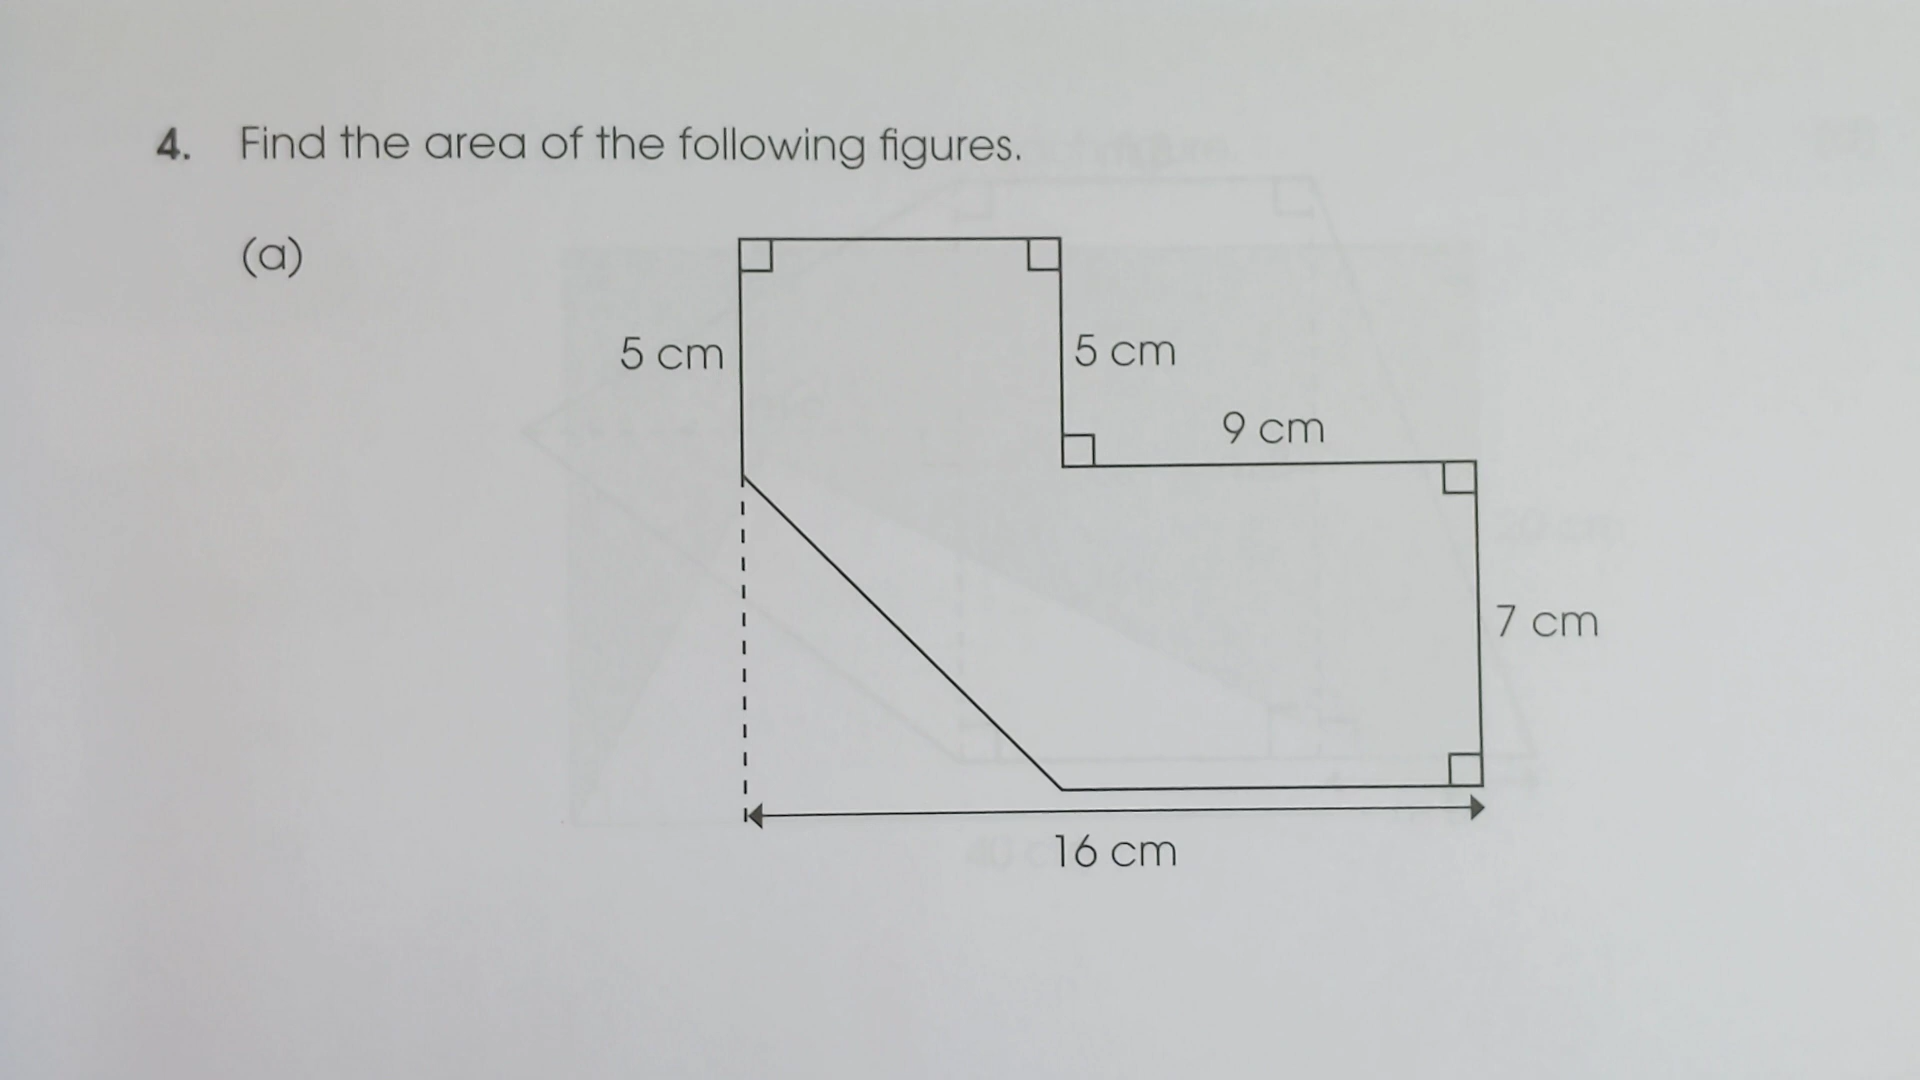 4. Find the area of the following figures.
(a)
5 cm
5 cm
9 cm
7 cm
16 cm